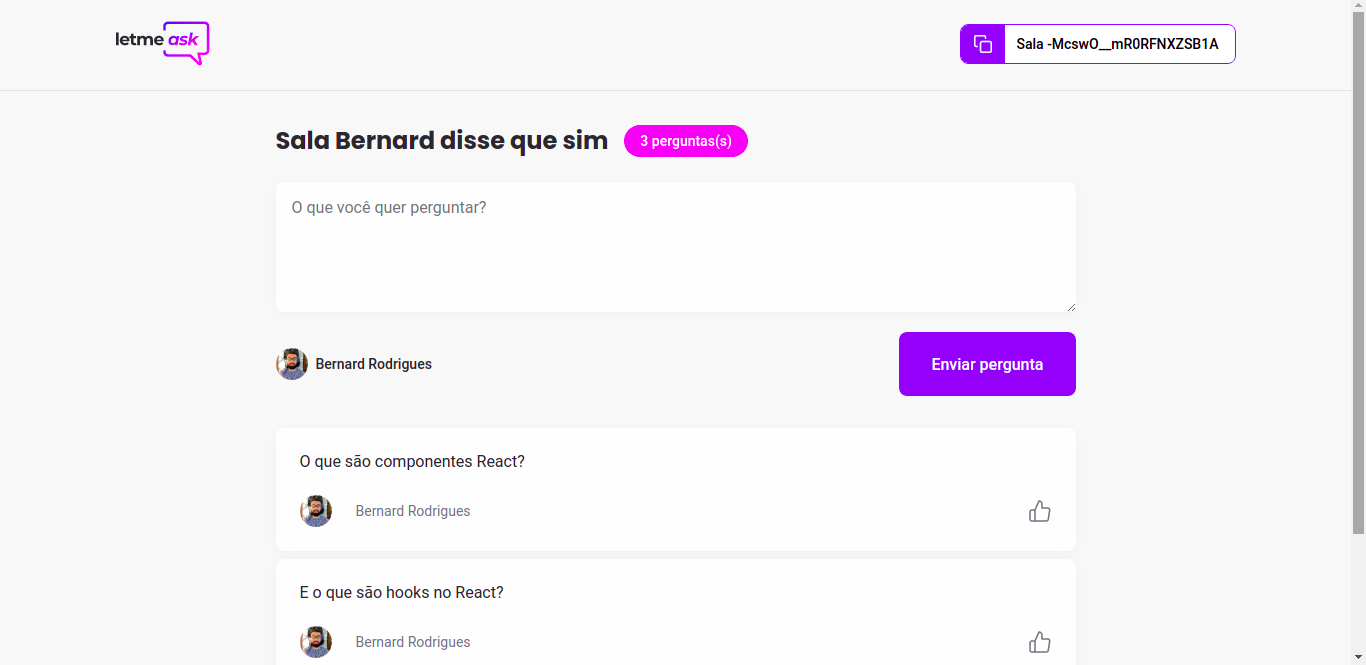 letme ask
Sala -McswO__mR0RFNXZSB1A
Sala Bernard disse que sim
3 perguntas(s)
O que você quer perguntar?
Bernard Rodrigues
Enviar pergunta
O que são componentes React?
Bernard Rodrigues
E o que são hooks no React?
Bernard Rodrigues